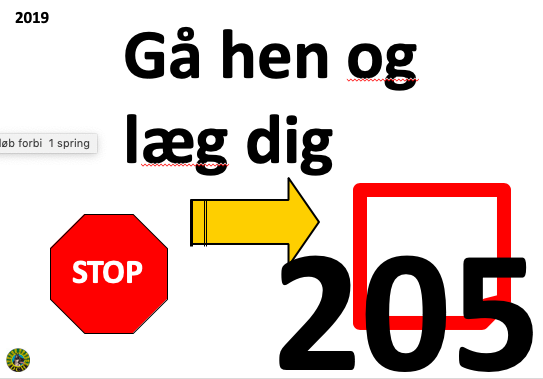 2019
Gå hen og
læg dig
løb forbi 1 spring
STOP
205